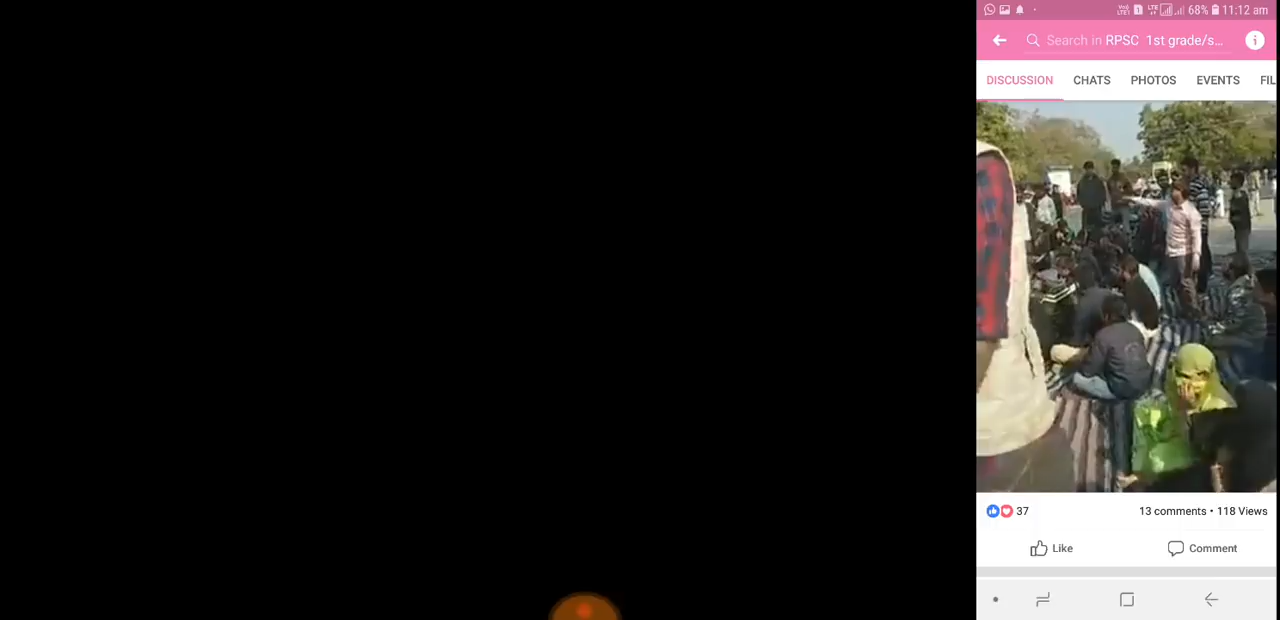 68% 11:12 am
Search in RPSC 1st grade/s...
DISCUSSION CHATS PHOTOS EVENTS FIL
37 13 comments • 118 Views
Like Comment